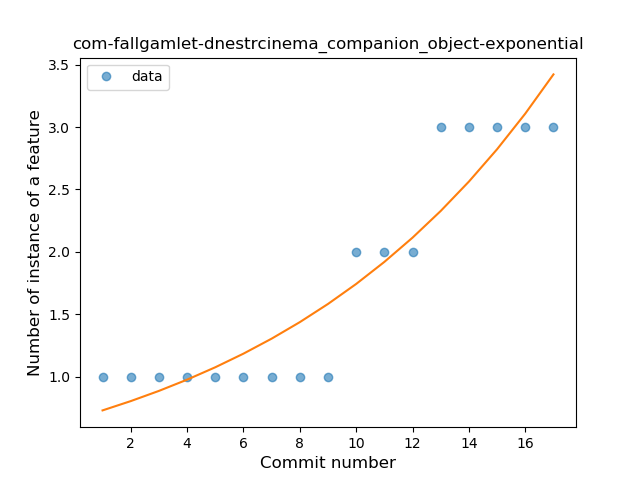 com-fallgamlet-dnestrcinema_companion_object-exponential
data
Number of instance of a feature
3.5
3.0
2.5
2.0
1.5
1.0
2 4 6 8 10 12 14 16
Commit number